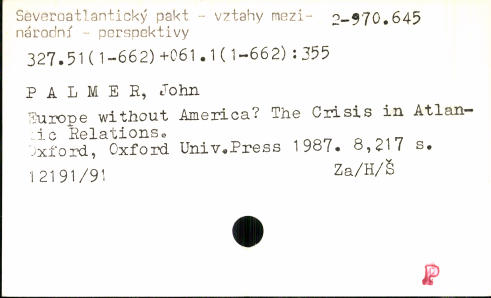 Severoatlantický pakt - vztahy mezi- 2-970.645
národní - perspektivy
327.51(1-662)+061.1(1-662):355
P A L M E R, John
Europe without America? The Crisis in Atlan-
tic Relations.
Oxford, Oxford Univ.Press 1987. 8,217 s.
12191/91 Za/H/Š
P